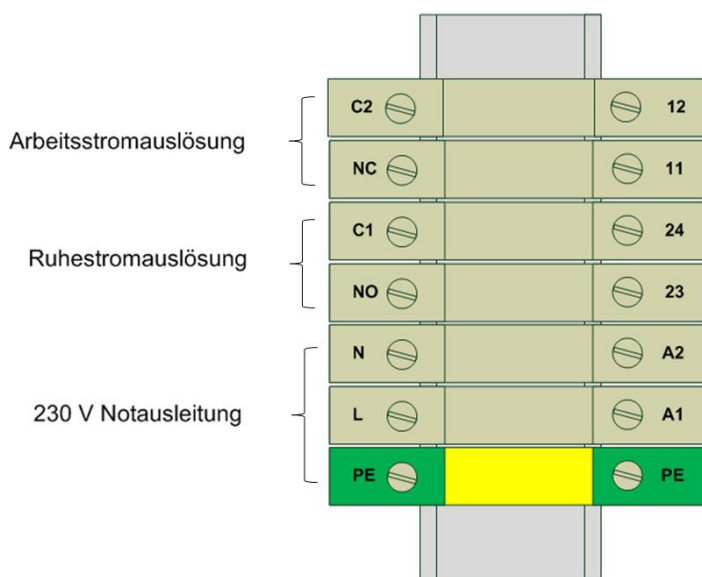 C2 12
Arbeitsstromauslösung
NC 11
C1 24
Ruhestromauslösung
NO 23
N A2
230 V Notausleitung
L A1
PE PE